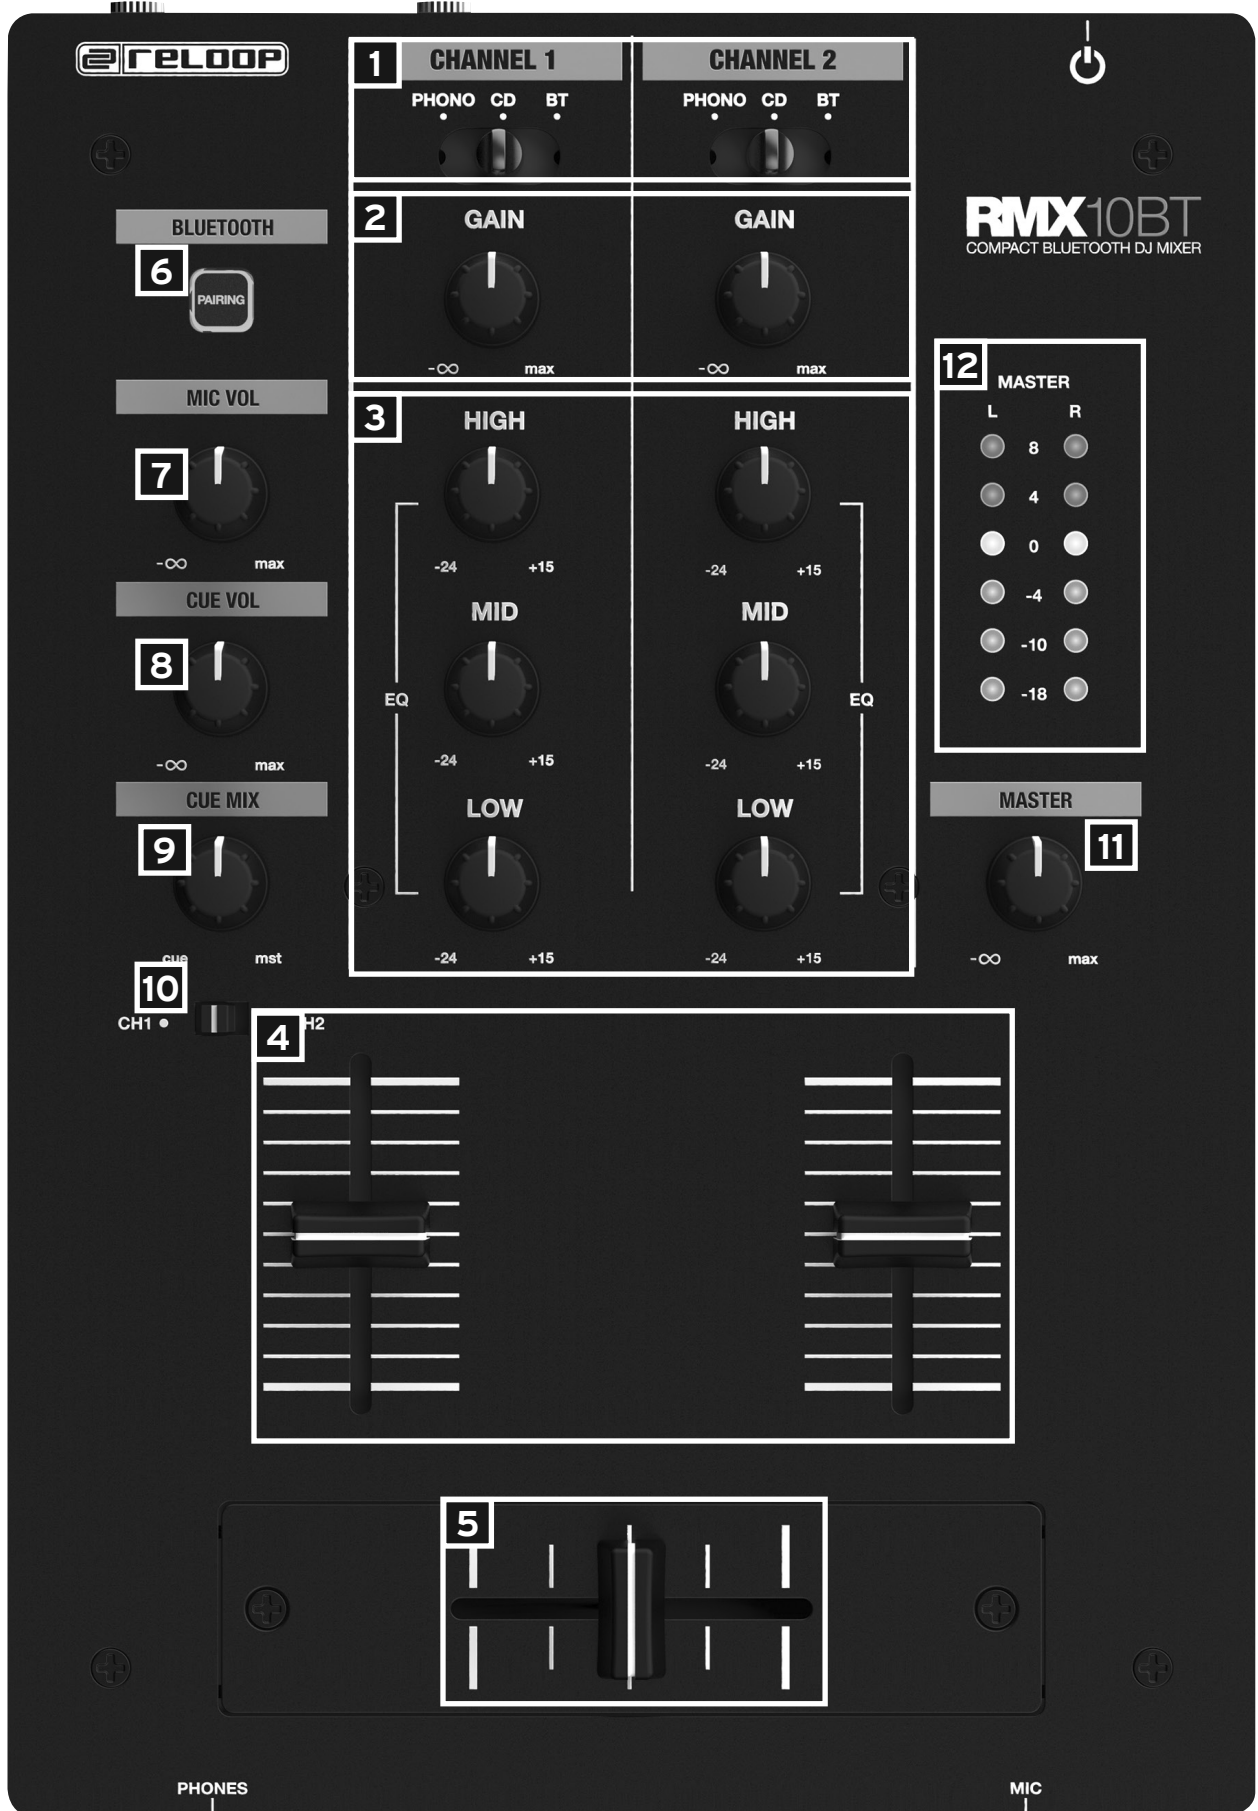 reloop
1 CHANNEL 1 CHANNEL 2
PHONO CD BT PHONO CD BT
RMX10BT
COMPACT BLUETOOTH DJ MIXER
2 GAIN GAIN
-∞ max -∞ max
BLUETOOTH
6
PAIRING
MIC VOL
7
-∞ max
CUE VOL
8
-∞ max
CUE MIX
9
cue mst
10
CH1 H2
3 HIGH HIGH
-24 +15 -24 +15
MID MID
EQ EQ
-24 +15 -24 +15
LOW LOW
-24 +15 -24 +15
12
MASTER
L R
8
4
0
-4
-10
-18
MASTER
11
-∞ max
4
5
PHONES MIC